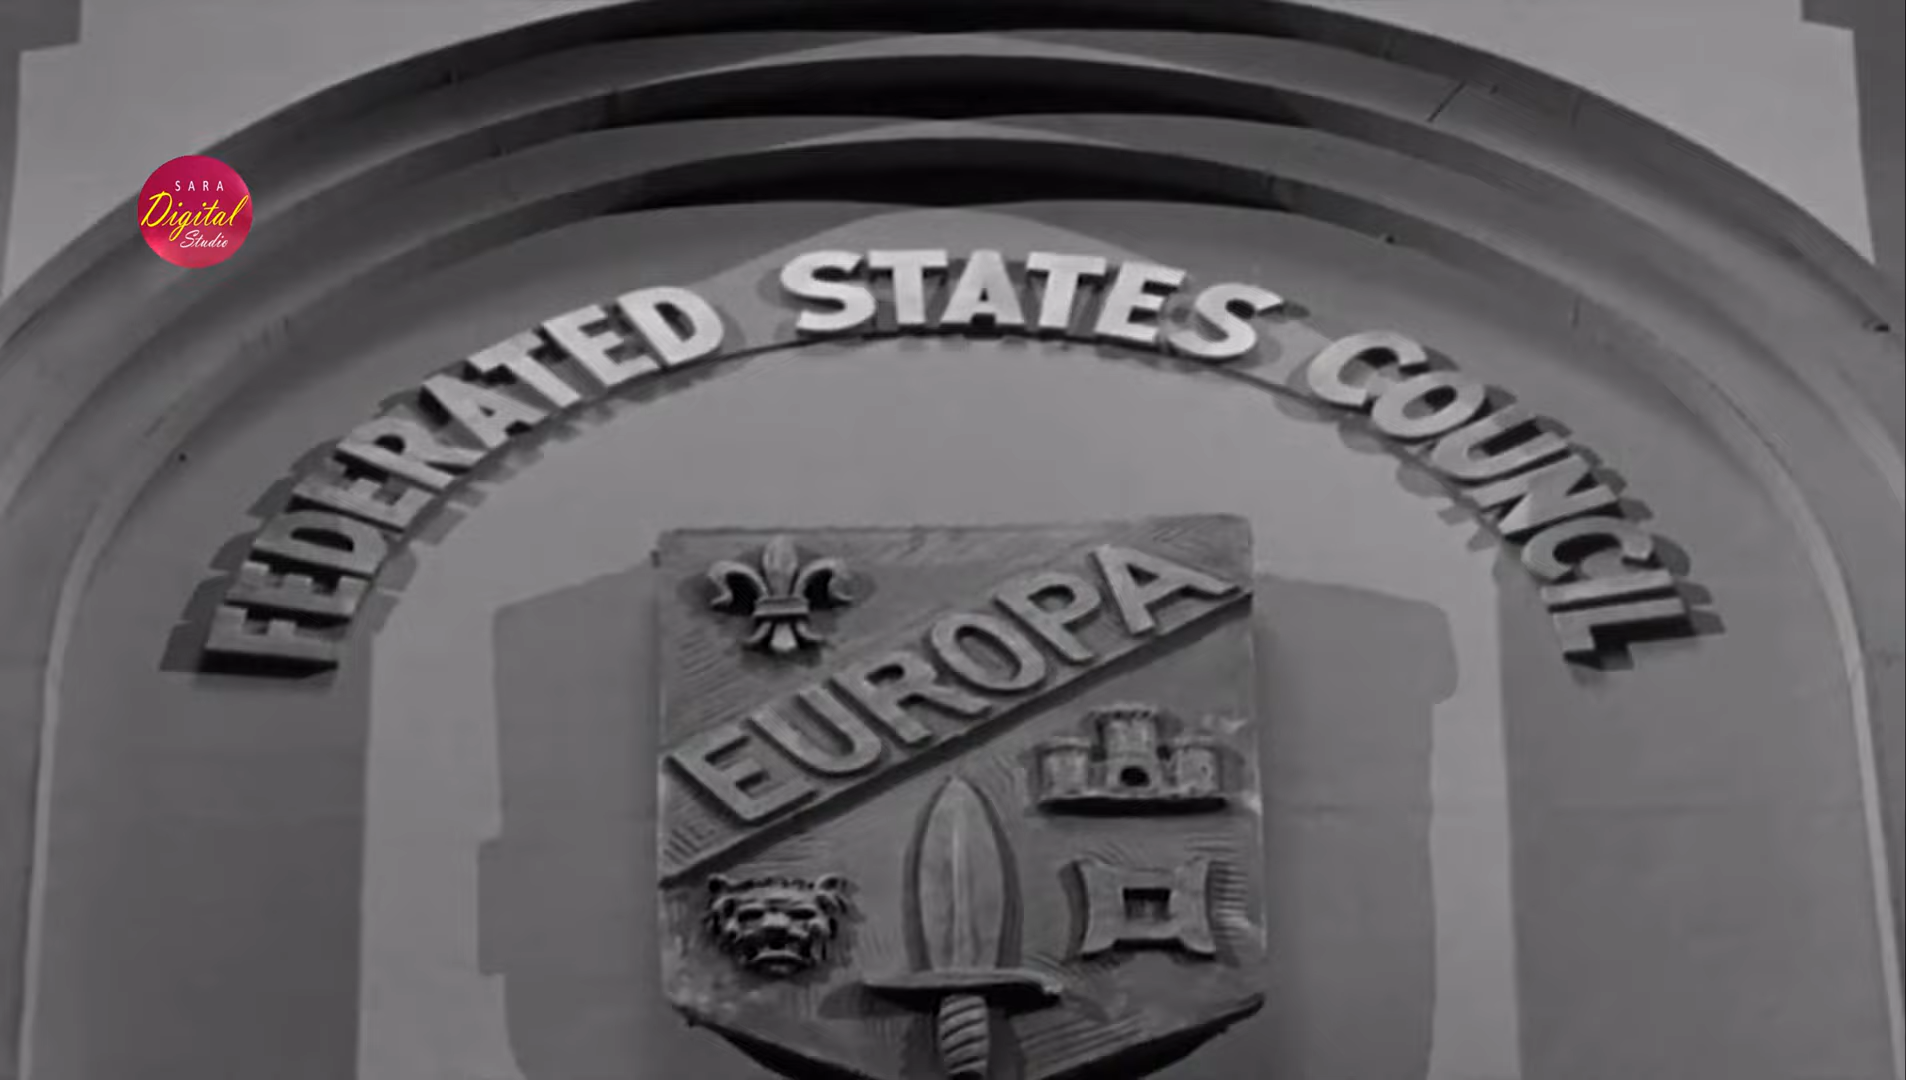 SARA
Digital
Studio
FEDERATED STATES COUNCIL
EUROPA